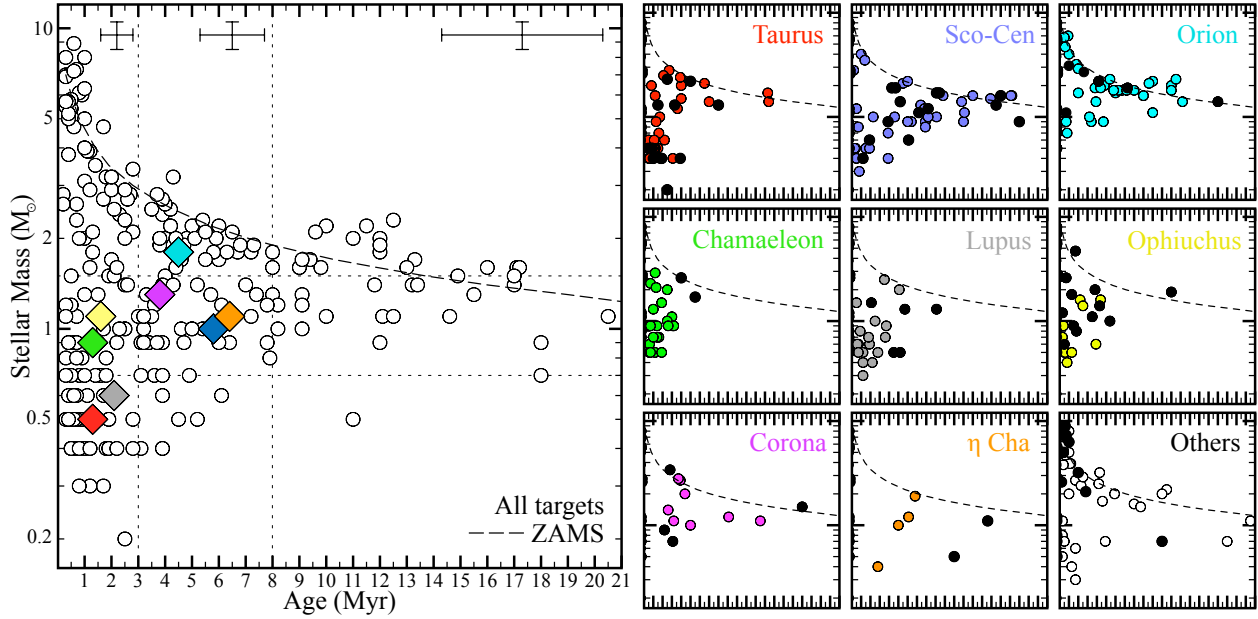 10
5
2
1
0.5
0.2
Stellar Mass (M⊙)
All targets
ZAMS
1 2 3 4 5 6 7 8 9 10 11 12 13 14 15 16 17 18 19 20 21
Age (Myr)
Taurus
Sco-Cen
Orion
Chamaeleon
Lupus
Ophiuchus
Corona
η Cha
Others